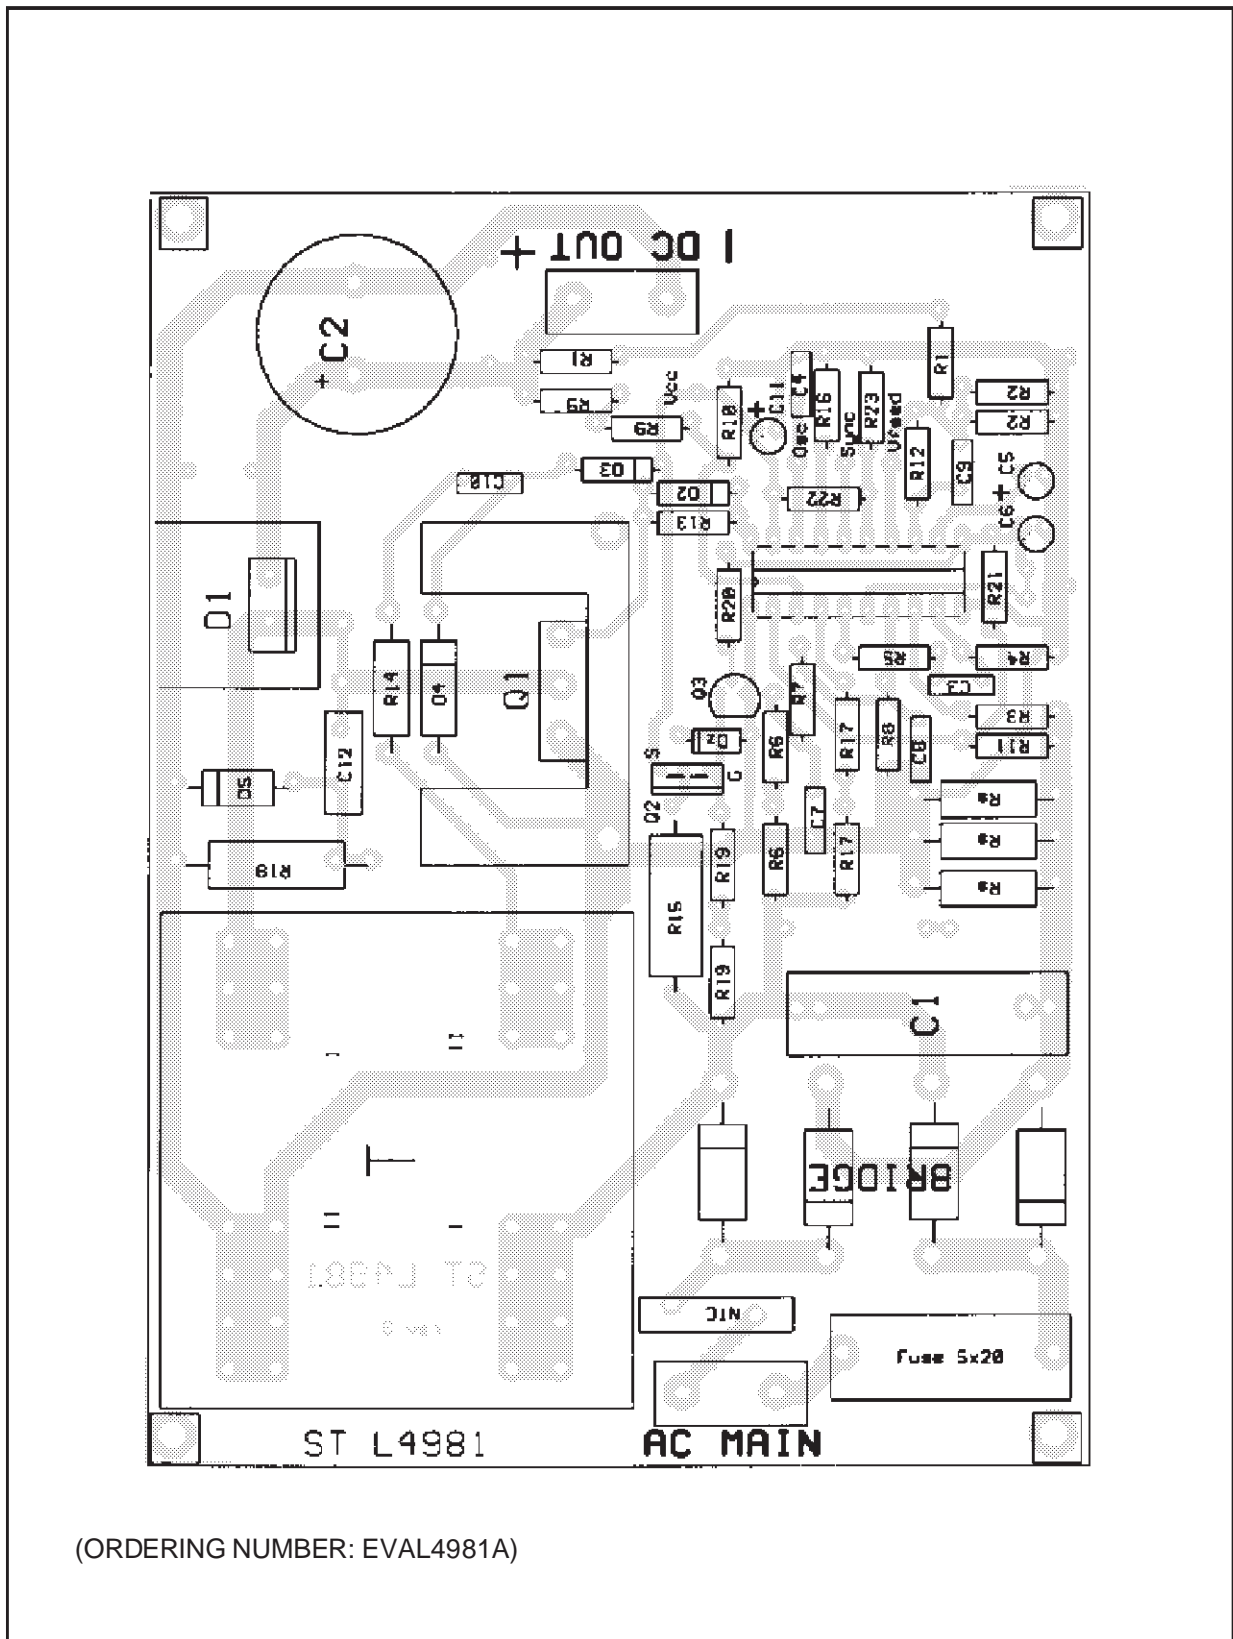 + DC OUT -
C2
+
R1
R9
Vcc
R9
R10
+
C11
C4
R16
R23
Osc
Sync
Vfeed
R1
R2
R2
R12
C9
+
C5
C6
D3
D2
C10
R13
R22
R20
R21
D1
R14
D4
Q1
Q3
R7
R5
R4
C3
R3
R11
Dz
R6
R17
R8
C8
S
G
Q2
D5
C12
R18
R19
R6
C7
R17
Rs
Rs
Rs
R15
R19
C1
T
BRIDGE
ST L4981
NTC
Fuse 5x20
ST L4981
AC MAIN
(ORDERING NUMBER: EVAL4981A)